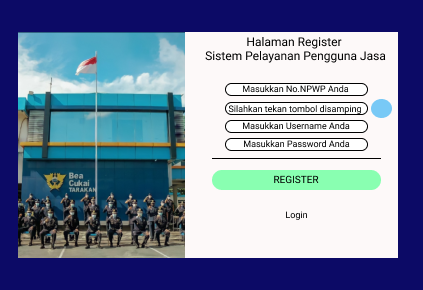 Halaman Register
Sistem Pelayanan Pengguna Jasa
Masukkan No.NPWP Anda
Silahkan tekan tombol disamping
Masukkan Username Anda
Masukkan Password Anda
REGISTER
Login
Bea
Cukai
TARAKAN